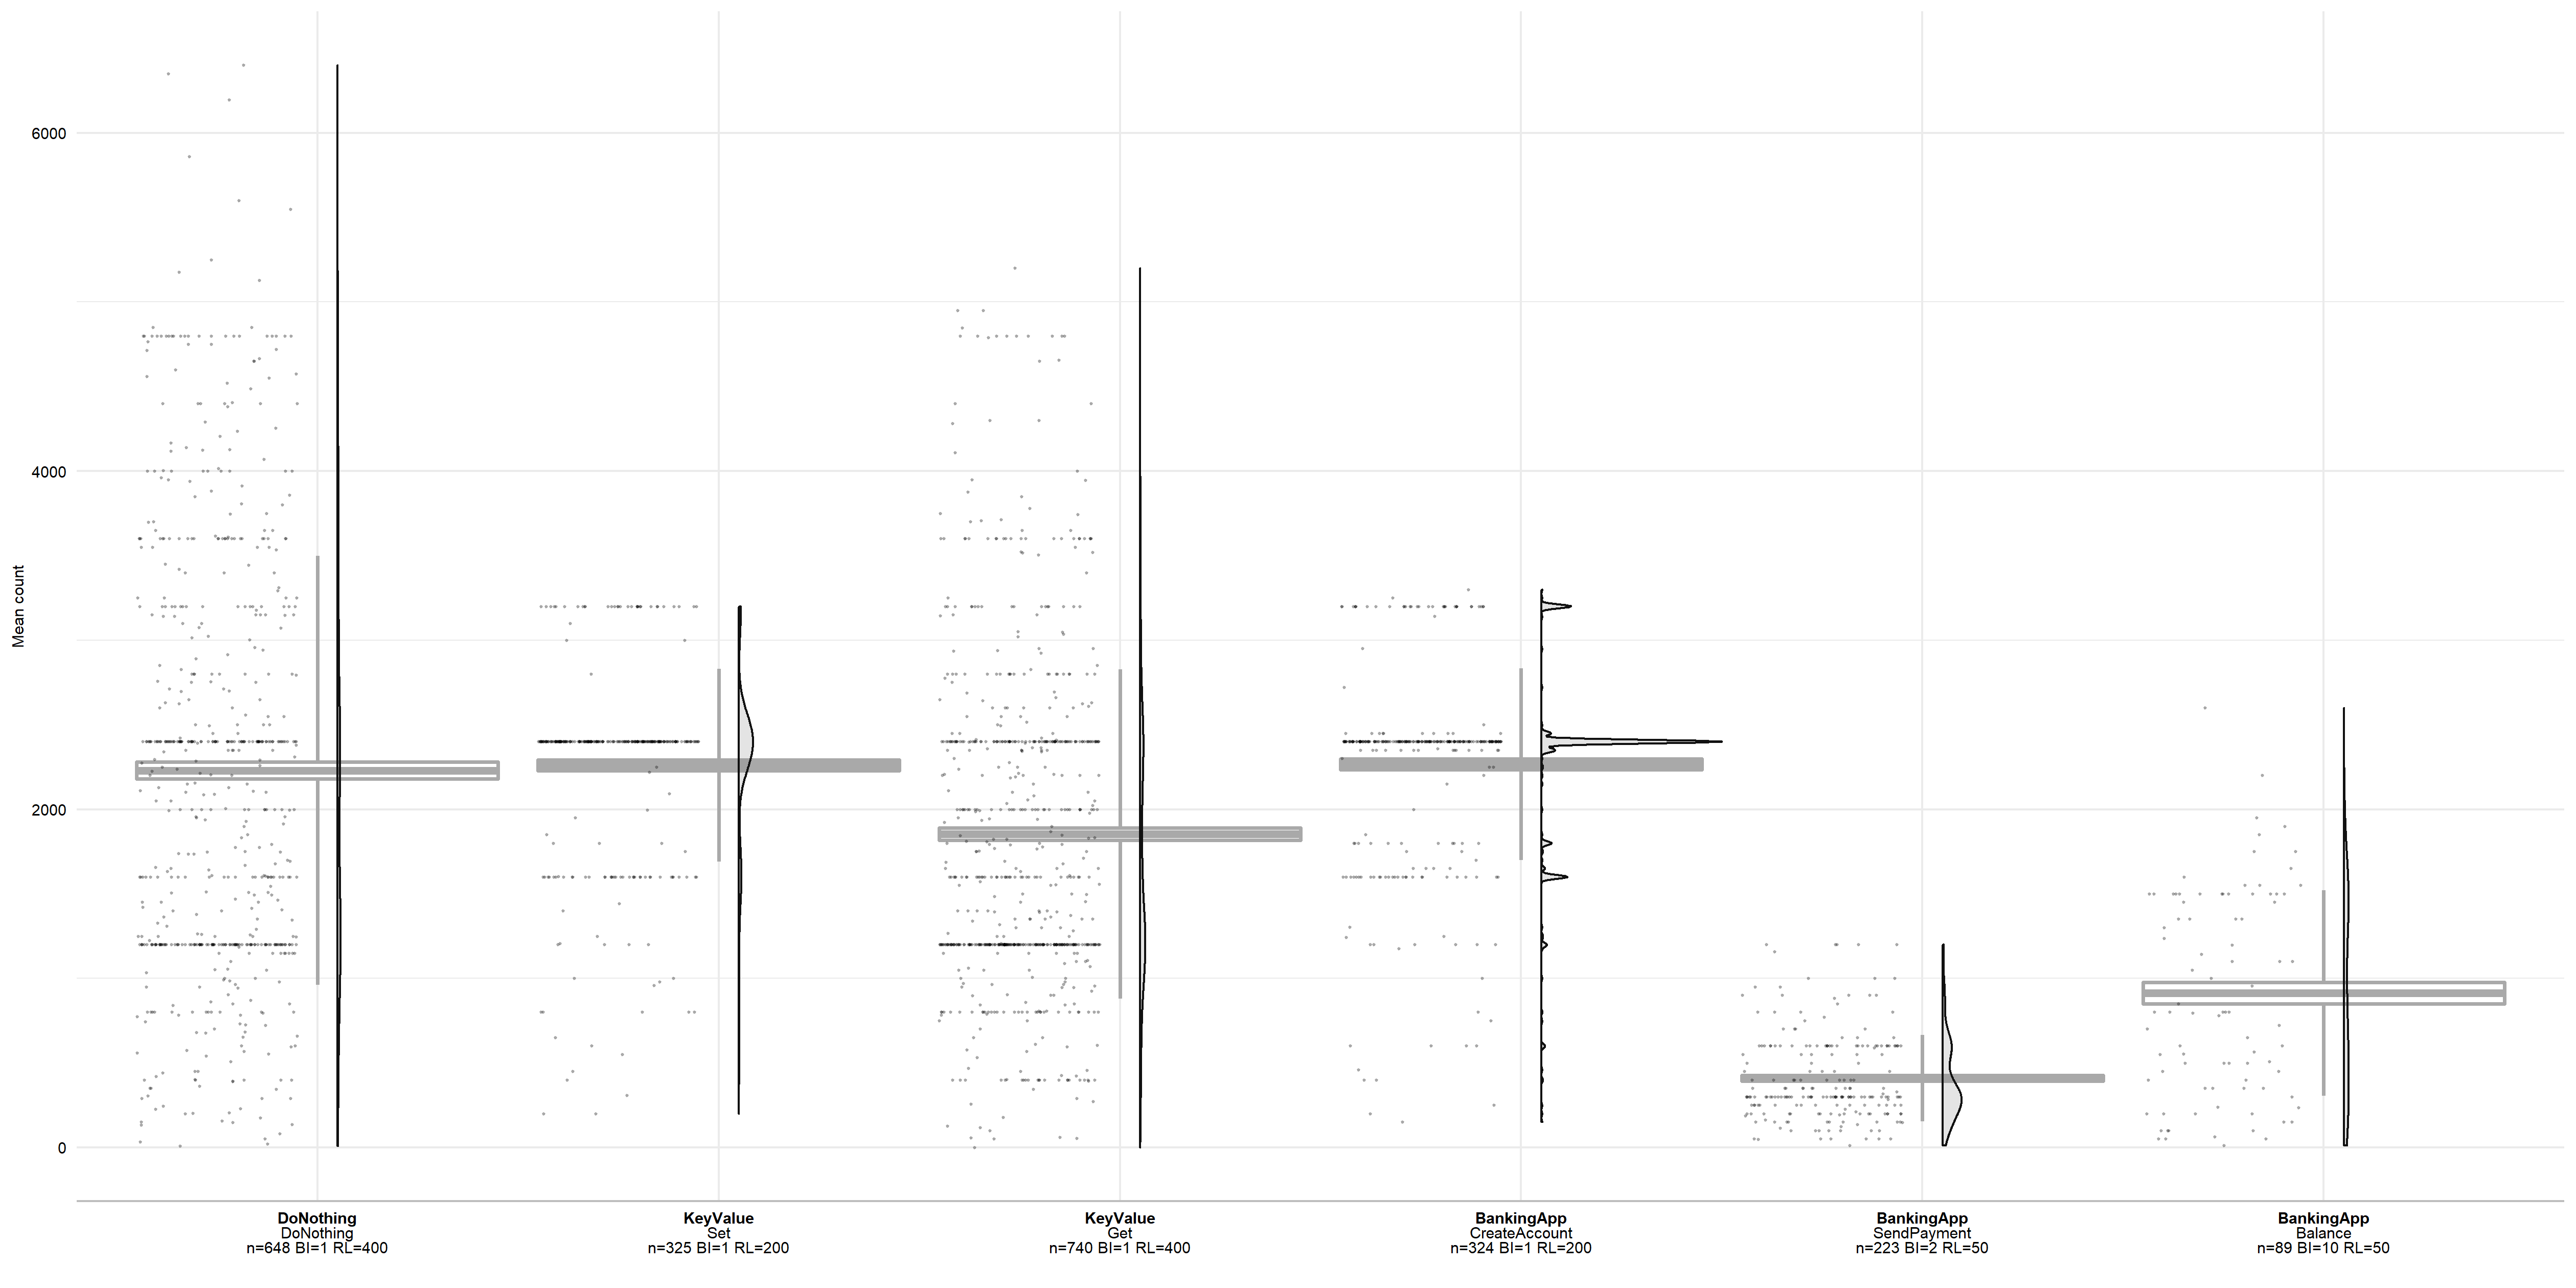 6000
4000
2000
0
Mean count
DoNothing
DoNothing
n=648 BI=1 RL=400
KeyValue
Set
n=325 BI=1 RL=200
KeyValue
Get
n=740 BI=1 RL=400
BankingApp
CreateAccount
n=324 BI=1 RL=200
BankingApp
SendPayment
n=223 BI=2 RL=50
BankingApp
Balance
n=89 BI=10 RL=50